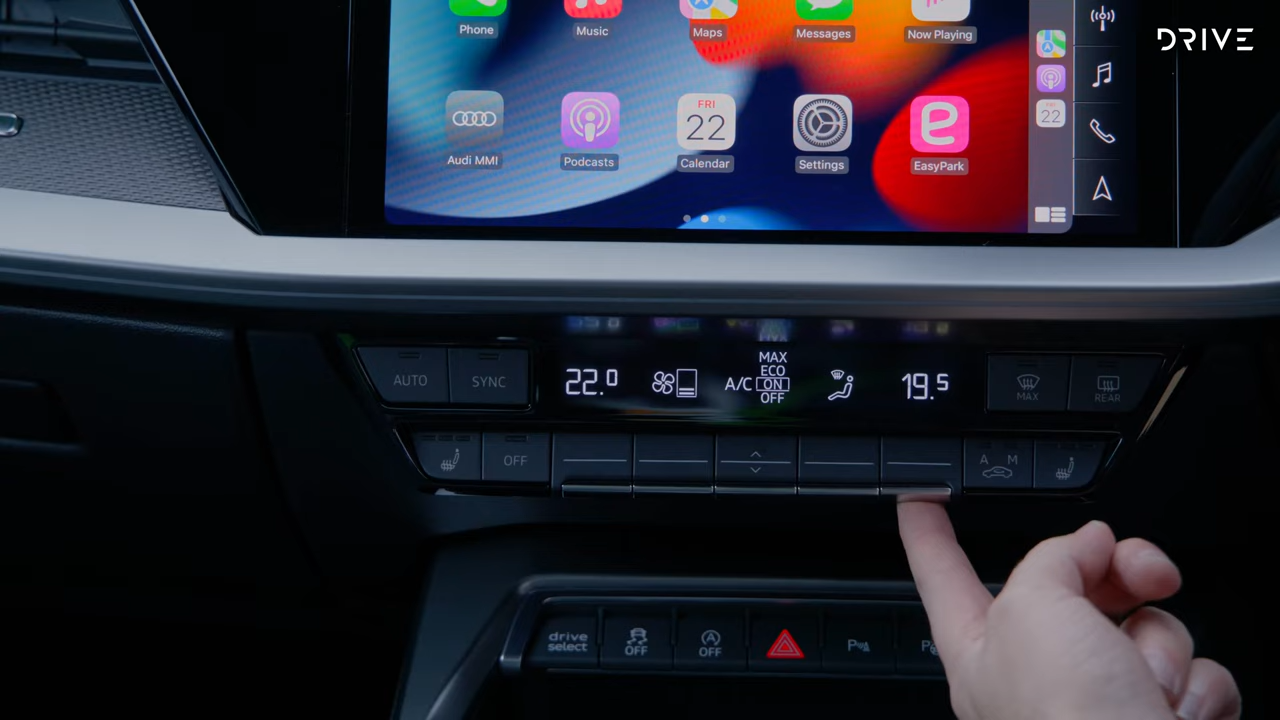 DRIVE
Phone
Music
Maps
Messages
Now Playing
FRI
22
Audi MMI
Podcasts
FRI
22
Calendar
Settings
e
EasyPark
AUTO
SYNC
22.0
A/C
MAX
ECO
ON
OFF
19.5
MAX
REAR
OFF
A M
drive
select
OFF
A
OFF
P
P